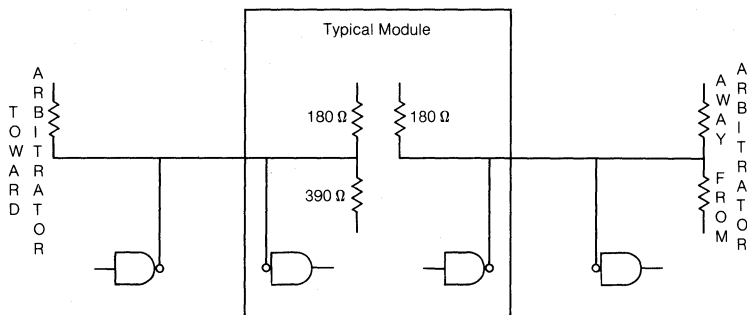 Typical Module
TOWARD
ARBITRATOR
180 Ω
180 Ω
390 Ω
AWAY FROM
ARBITRATOR